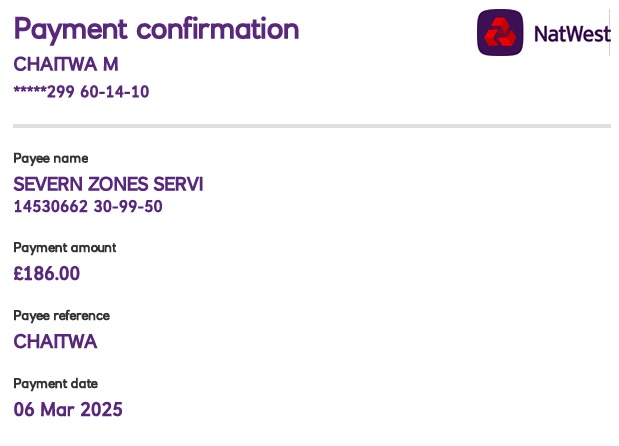 Payment confirmation
NatWest
CHAITWA M
*****299 60-14-10
Payee name
SEVERN ZONES SERVI
14530662 30-99-50
Payment amount
£186.00
Payee reference
CHAITWA
Payment date
06 Mar 2025